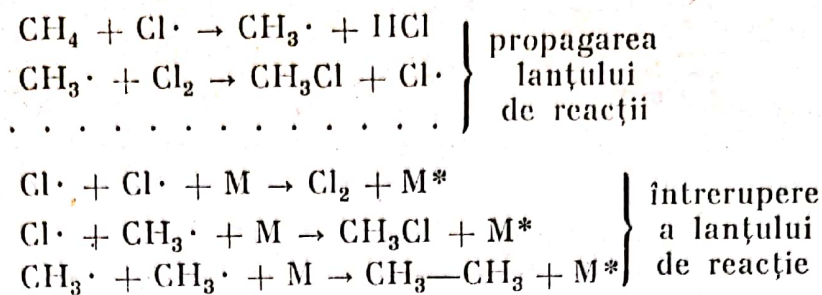 CH₄ + Cl· → CH₃· + HCl
CH₃· + Cl₂ → CH₃Cl + Cl·
. . . . . . . . . . . . . .
propagarea
lanțului
de reacții
Cl· + Cl· + M → Cl₂ + M*
Cl· + CH₃· + M → CH₃Cl + M*
CH₃· + CH₃· + M → CH₃—CH₃ + M*
întrerupere
a lanțului
de reacție